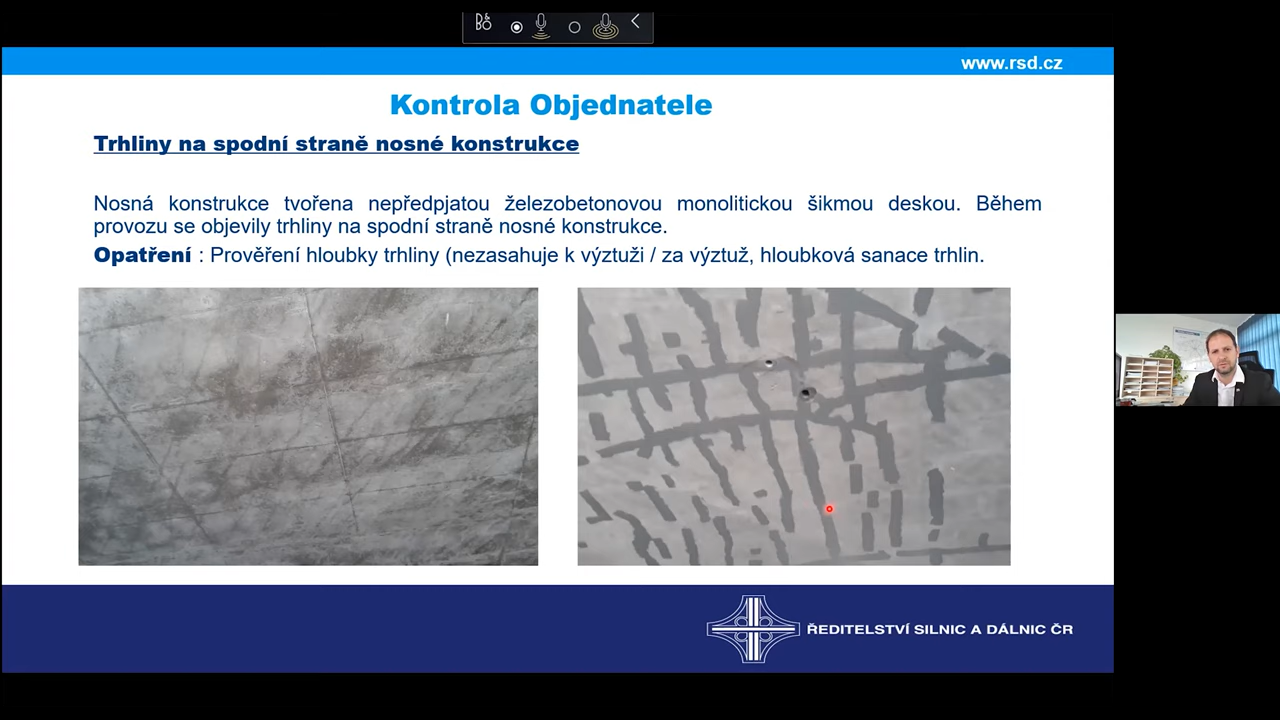 B&O
www.rsd.cz
Kontrola Objednatele
Trhliny na spodní straně nosné konstrukce
Nosná konstrukce tvořena nepředpjatou železobetonovou monolitickou šikmou deskou. Během
provozu se objevily trhliny na spodní straně nosné konstrukce.
Opatření : Prověření hloubky trhliny (nezasahuje k výztuži / za výztuž, hloubková sanace trhlin.
ŘEDITELSTVÍ SILNIC A DÁLNIC ČR